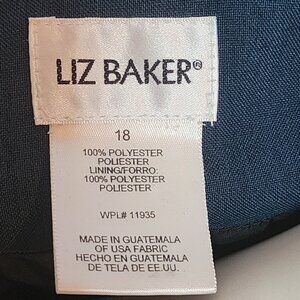 LIZ BAKER®
18
100% POLYESTER
POLIESTER
LINING/FORRO:
100% POLYESTER
POLIESTER
WPL# 11935
MADE IN GUATEMALA
OF USA FABRIC
HECHO EN GUATEMALA
DE TELA DE EE.UU.